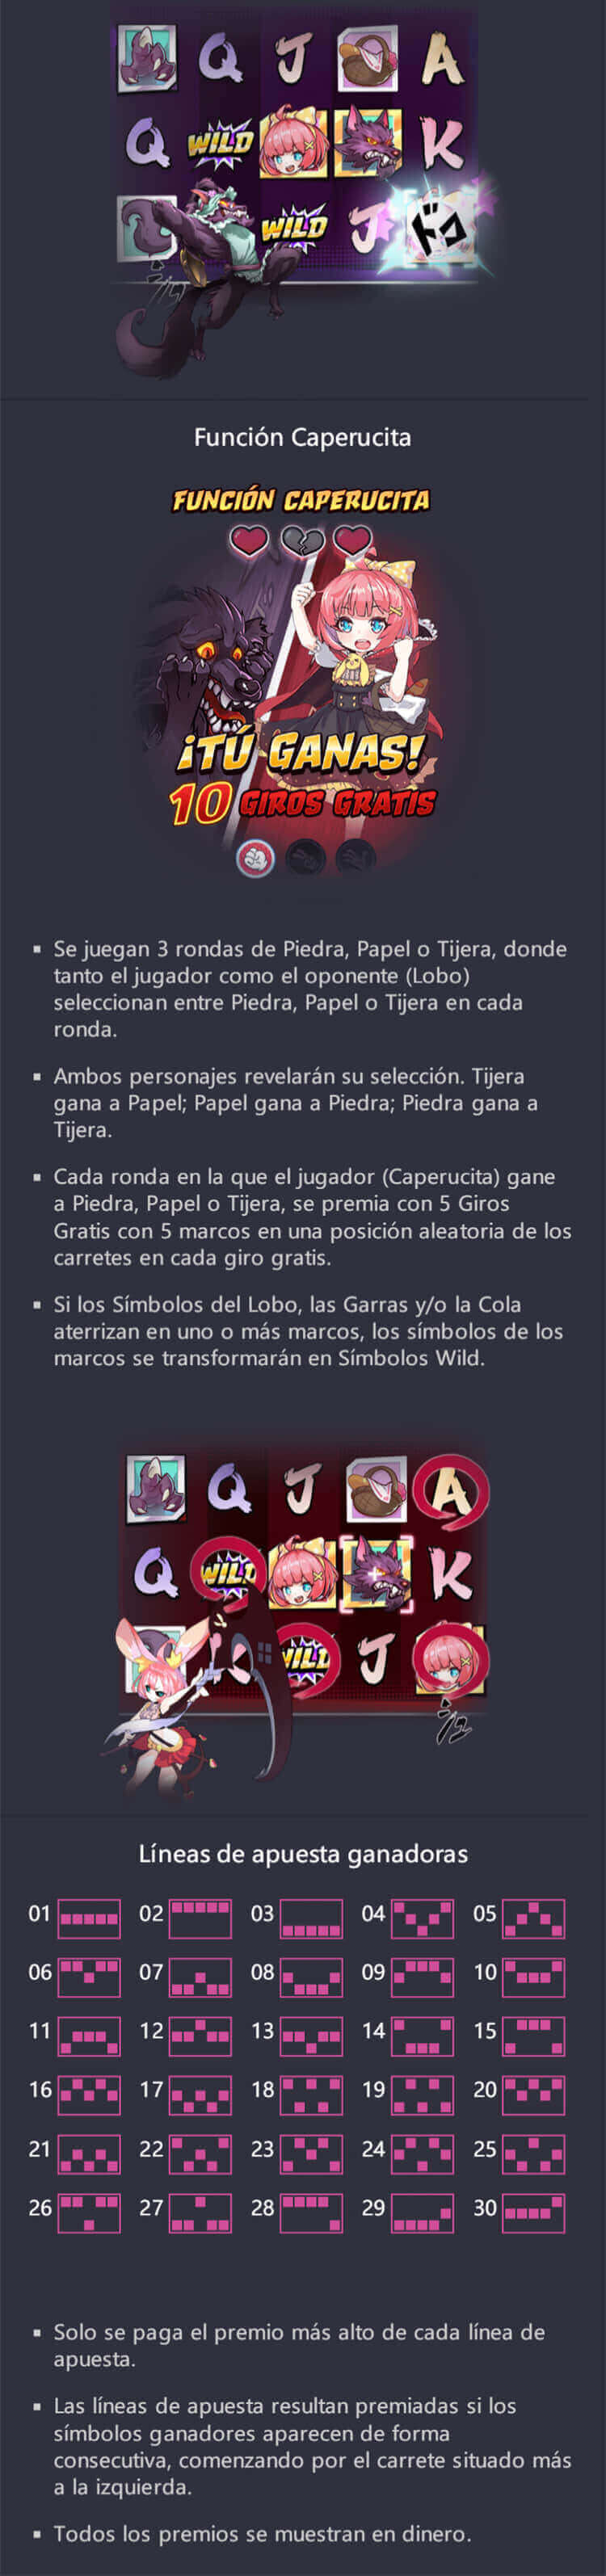 Q J A
Q WILD K
WILD J ドコ
Función Caperucita
FUNCIÓN CAPERUCITA
¡TÚ GANAS!
10 GIROS GRATIS
▪ Se juegan 3 rondas de Piedra, Papel o Tijera, donde
tanto el jugador como el oponente (Lobo)
seleccionan entre Piedra, Papel o Tijera en cada
ronda.
▪ Ambos personajes revelarán su selección. Tijera
gana a Papel; Papel gana a Piedra; Piedra gana a
Tijera.
▪ Cada ronda en la que el jugador (Caperucita) gane
a Piedra, Papel o Tijera, se premia con 5 Giros
Gratis con 5 marcos en una posición aleatoria de los
carretes en cada giro gratis.
▪ Si los Símbolos del Lobo, las Garras y/o la Cola
aterrizan en uno o más marcos, los símbolos de los
marcos se transformarán en Símbolos Wild.
Q J A
Q WILD K
WILD J
Líneas de apuesta ganadoras
01 02 03 04 05
06 07 08 09 10
11 12 13 14 15
16 17 18 19 20
21 22 23 24 25
26 27 28 29 30
▪ Solo se paga el premio más alto de cada línea de
apuesta.
▪ Las líneas de apuesta resultan premiadas si los
símbolos ganadores aparecen de forma
consecutiva, comenzando por el carrete situado más
a la izquierda.
▪ Todos los premios se muestran en dinero.